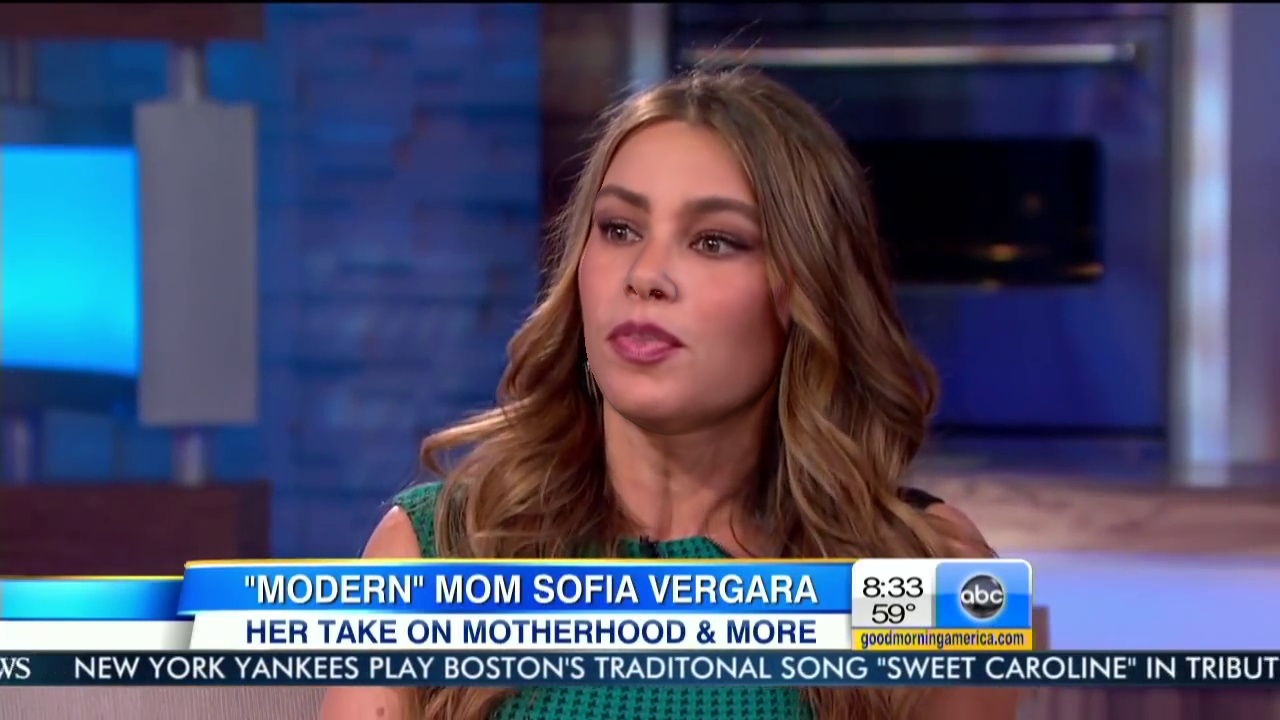 "MODERN" MOM SOFIA VERGARA
HER TAKE ON MOTHERHOOD & MORE
8:33
59°
abc
goodmorningamerica.com
WS NEW YORK YANKEES PLAY BOSTON'S TRADITONAL SONG "SWEET CAROLINE" IN TRIBUT